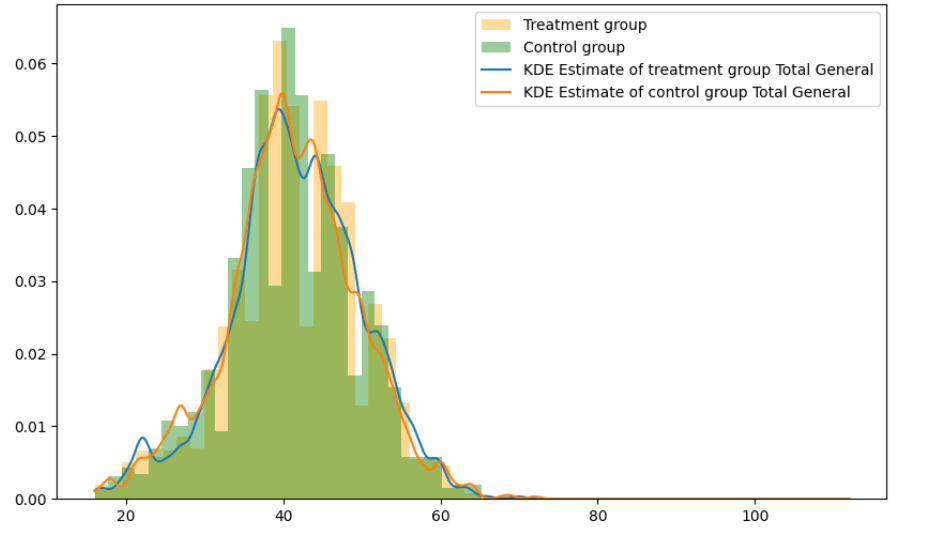 Treatment group
Control group
KDE Estimate of treatment group Total General
KDE Estimate of control group Total General
0.06
0.05
0.04
0.03
0.02
0.01
0.00
20 40 60 80 100